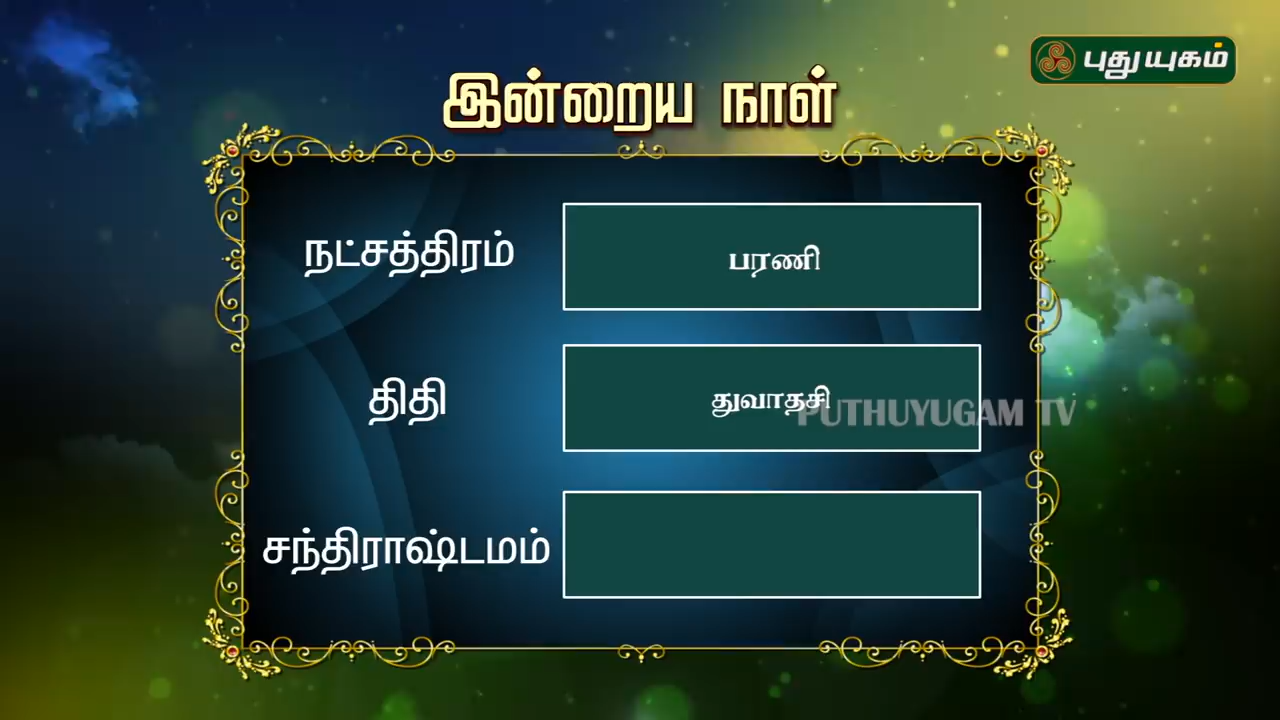 புதுயுகம்
இன்றைய நாள்
நட்சத்திரம்
பரணி
திதி
துவாதசி
PUTHUYUGAM TV
சந்திராஷ்டமம்